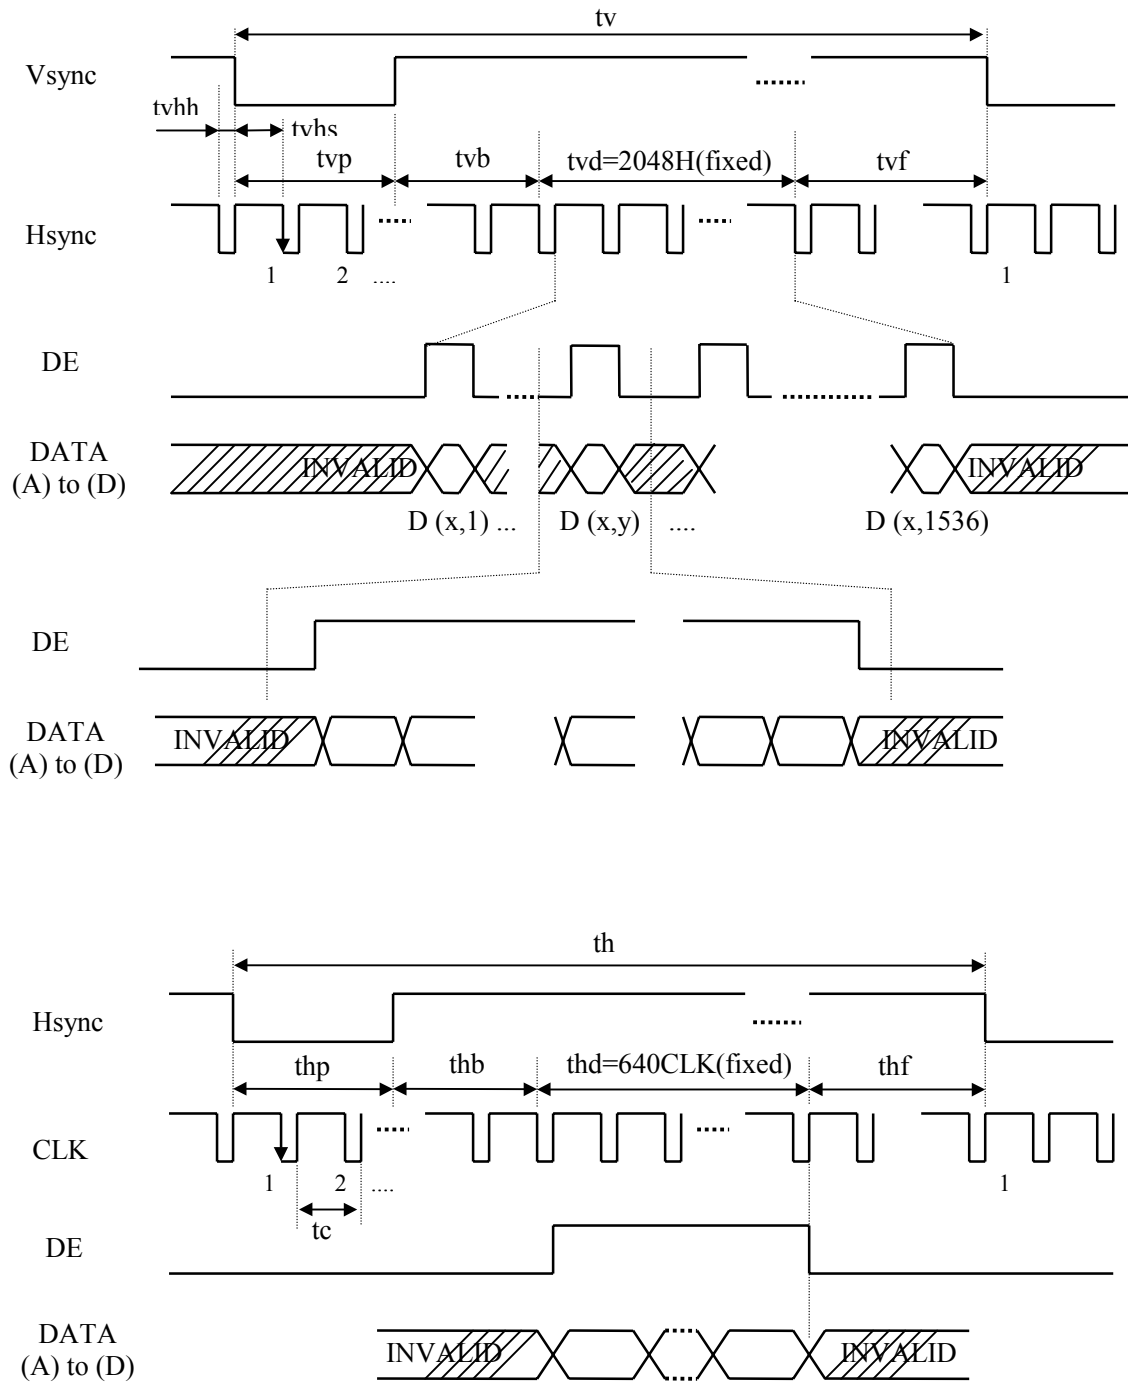 tv
Vsync
tvhh
tvhs
tvp
tvb
tvd=2048H(fixed)
tvf
Hsync
1
2
....
1
DE
DATA
(A) to (D)
INVALID
INVALID
D (x,1) ...
D (x,y)
....
D (x,1536)
DE
DATA
(A) to (D)
INVALID
INVALID
th
Hsync
thp
thb
thd=640CLK(fixed)
thf
CLK
1
2
....
1
tc
DE
DATA
(A) to (D)
INVALID
INVALID